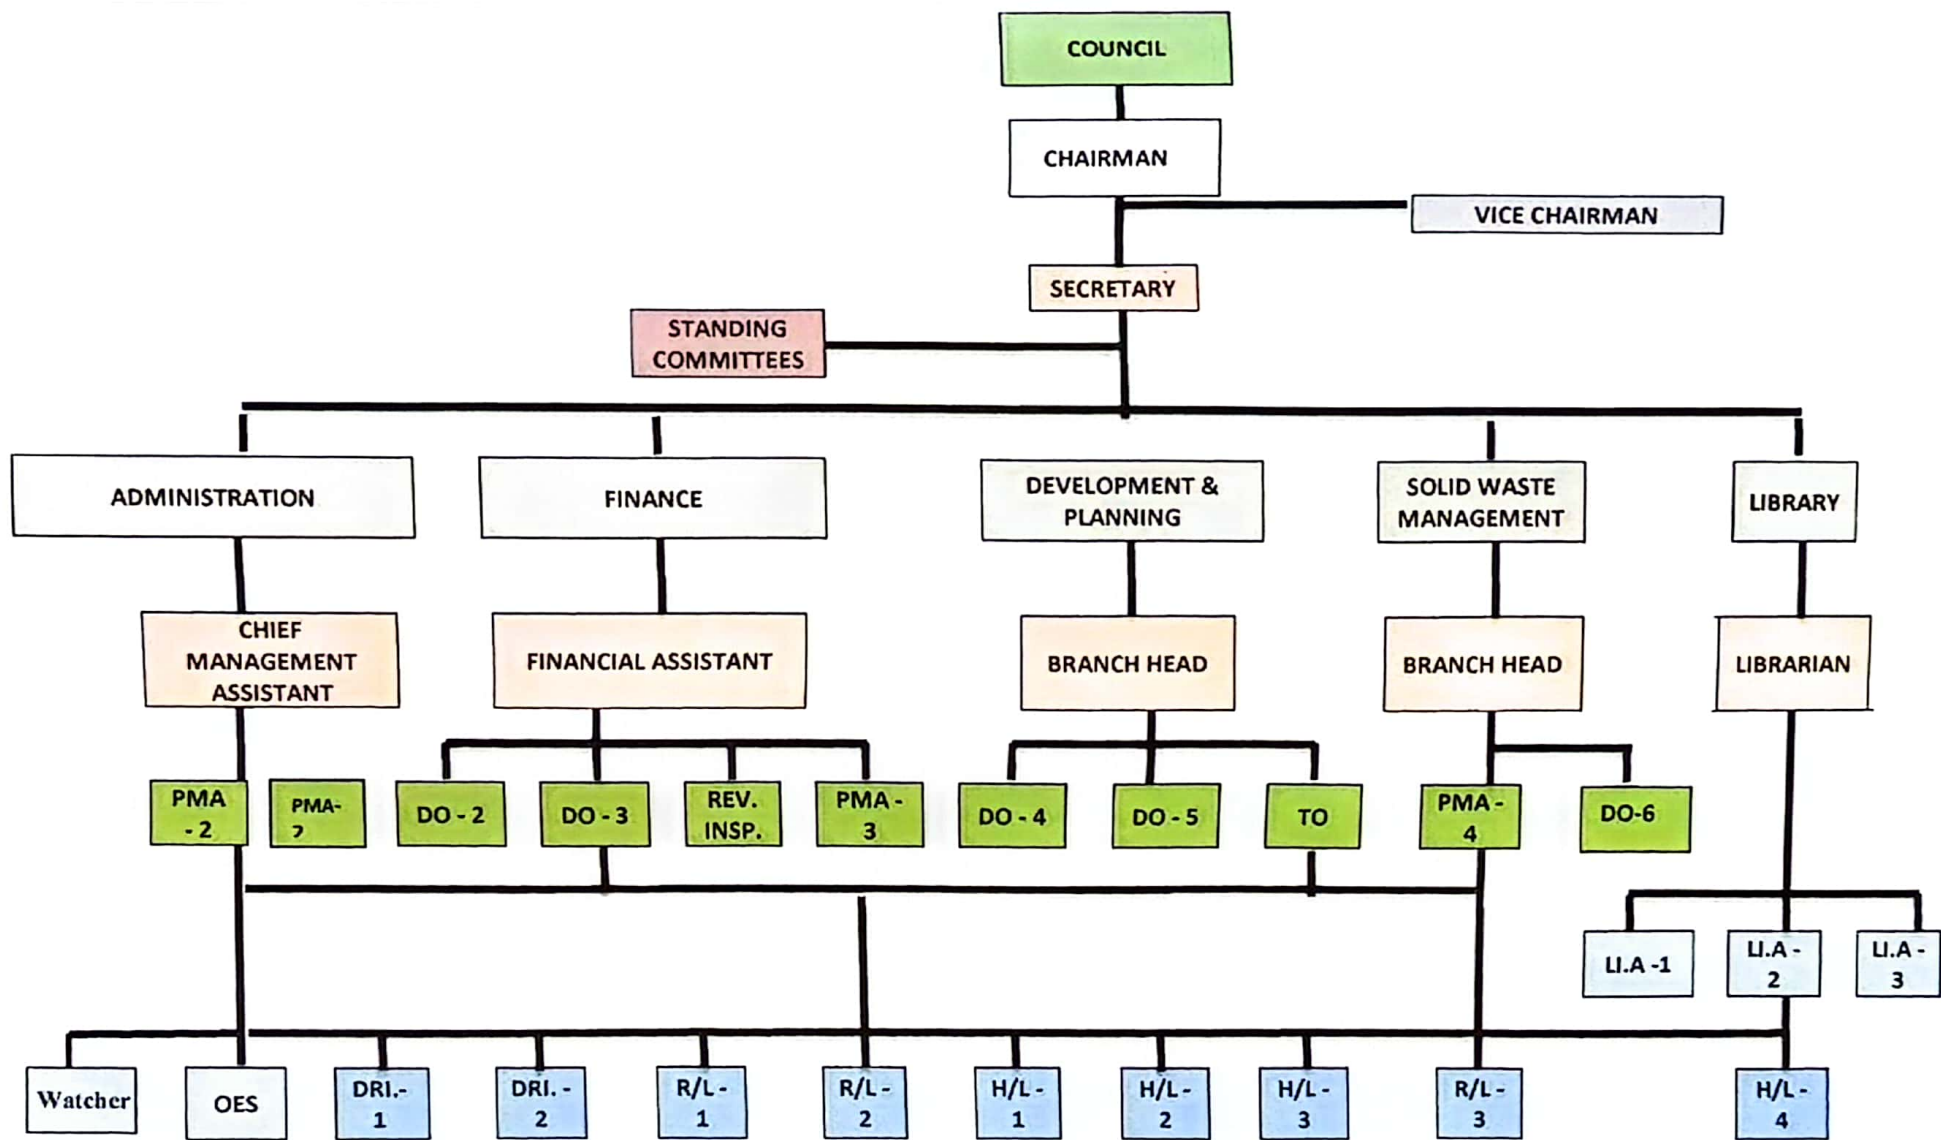 COUNCIL
CHAIRMAN
VICE CHAIRMAN
SECRETARY
STANDING
COMMITTEES
ADMINISTRATION
FINANCE
DEVELOPMENT &
PLANNING
SOLID WASTE
MANAGEMENT
LIBRARY
CHIEF
MANAGEMENT
ASSISTANT
FINANCIAL ASSISTANT
BRANCH HEAD
BRANCH HEAD
LIBRARIAN
PMA
- 2
PMA-
DO - 2
DO - 3
REV.
INSP.
PMA -
3
DO - 4
DO - 5
TO
PMA -
4
DO-6
LI.A -1
LI.A -
2
LI.A -
3
Watcher
OES
DRI.-
1
DRI. -
2
R/L -
1
R/L -
2
H/L -
1
H/L -
2
H/L -
3
R/L -
3
H/L -
4